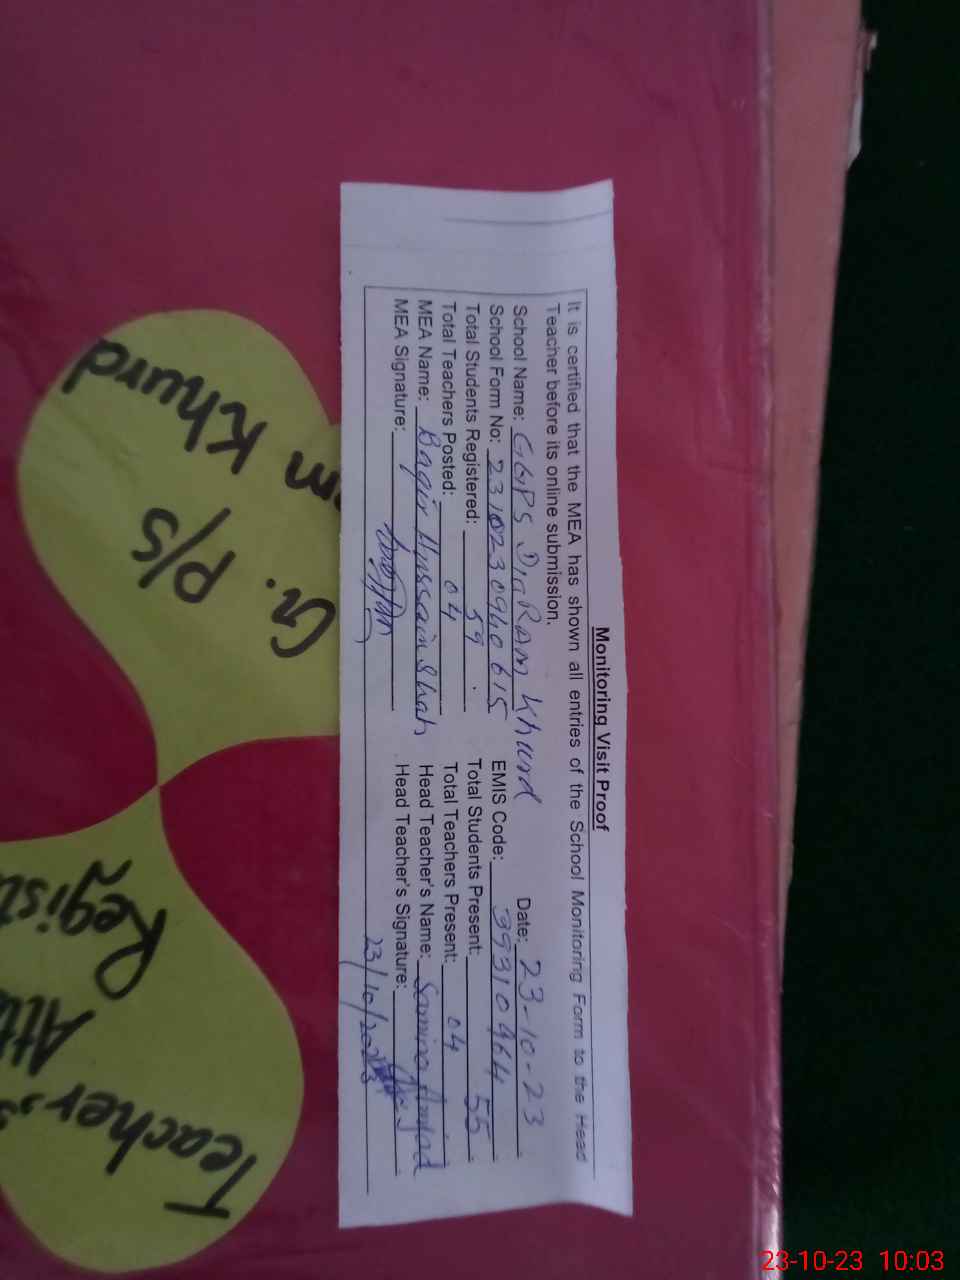 Monitoring Visit Proof
It is certified that the MEA has shown all entries of the School Monitoring Form to the Head
Teacher before its online submission.
School Name: GGPS Dia Ram Khurd Date: 23-10-23
School Form No: 2310230940615 EMIS Code: 39310464
Total Students Registered: 59 Total Students Present: 55
Total Teachers Posted: 04 Total Teachers Present: 04
MEA Name: Baqir Hussain Shah Head Teacher's Name: Samina Amjad
MEA Signature: Head Teacher's Signature:
23/10/2023
G. P/S
Khurd
Teacher,s
Regist
23-10-23 10:03